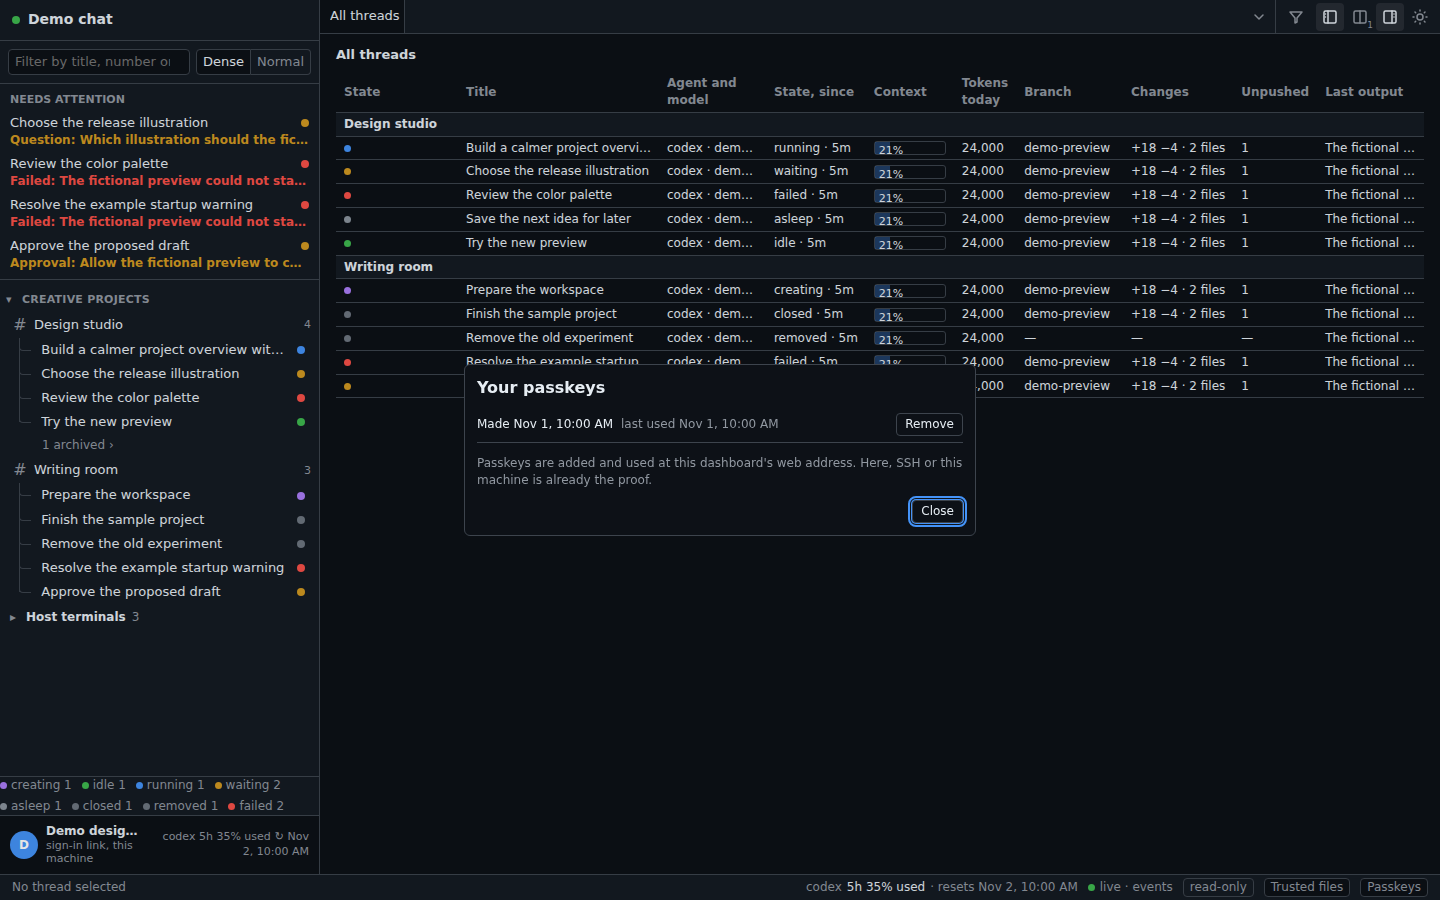 Demo chat
Filter by title, number or
Dense Normal
NEEDS ATTENTION
Choose the release illustration
Question: Which illustration should the fic…
Review the color palette
Failed: The fictional preview could not sta…
Resolve the example startup warning
Failed: The fictional preview could not sta…
Approve the proposed draft
Approval: Allow the fictional preview to c…
▾ CREATIVE PROJECTS
# Design studio 4
Build a calmer project overview wit…
Choose the release illustration
Review the color palette
Try the new preview
1 archived ›
# Writing room 3
Prepare the workspace
Finish the sample project
Remove the old experiment
Resolve the example startup warning
Approve the proposed draft
▸ Host terminals 3
creating 1 idle 1 running 1 waiting 2
asleep 1 closed 1 removed 1 failed 2
D
Demo desig…
sign-in link, this
machine
codex 5h 35% used ↻ Nov
2, 10:00 AM
All threads
1
All threads
State Title Agent and model State, since Context Tokens today Branch Changes Unpushed Last output
Design studio
Build a calmer project overvi… codex · dem… running · 5m 21% 24,000 demo-preview +18 −4 · 2 files 1 The fictional …
Choose the release illustration codex · dem… waiting · 5m 21% 24,000 demo-preview +18 −4 · 2 files 1 The fictional …
Review the color palette codex · dem… failed · 5m 21% 24,000 demo-preview +18 −4 · 2 files 1 The fictional …
Save the next idea for later codex · dem… asleep · 5m 21% 24,000 demo-preview +18 −4 · 2 files 1 The fictional …
Try the new preview codex · dem… idle · 5m 21% 24,000 demo-preview +18 −4 · 2 files 1 The fictional …
Writing room
Prepare the workspace codex · dem… creating · 5m 21% 24,000 demo-preview +18 −4 · 2 files 1 The fictional …
Finish the sample project codex · dem… closed · 5m 21% 24,000 demo-preview +18 −4 · 2 files 1 The fictional …
Remove the old experiment codex · dem… removed · 5m 21% 24,000 — — — The fictional …
Resolve the example startup codex · dem failed · 5m 21% 24,000 demo-preview +18 −4 · 2 files 1 The fictional …
,000 demo-preview +18 −4 · 2 files 1 The fictional …
Your passkeys
Made Nov 1, 10:00 AM last used Nov 1, 10:00 AM Remove
Passkeys are added and used at this dashboard's web address. Here, SSH or this
machine is already the proof.
Close
No thread selected
codex 5h 35% used · resets Nov 2, 10:00 AM live · events read-only Trusted files Passkeys